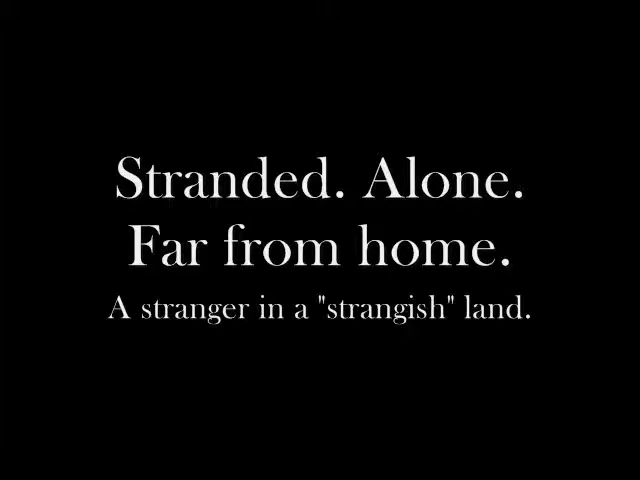 Stranded. Alone.
Far from home.
A stranger in a "strangish" land.